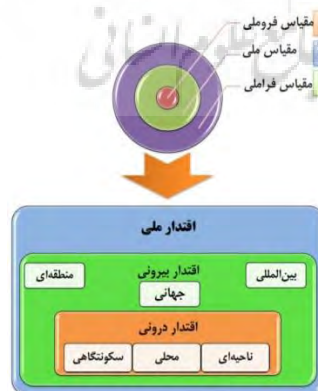 مقیاس فروملی
مقیاس ملی
مقیاس فراملی
اقتدار ملی
اقتدار بیرونی
بین‌المللی
منطقه‌ای
جهانی
اقتدار درونی
ناحیه‌ای
محلی
سکونتگاهی